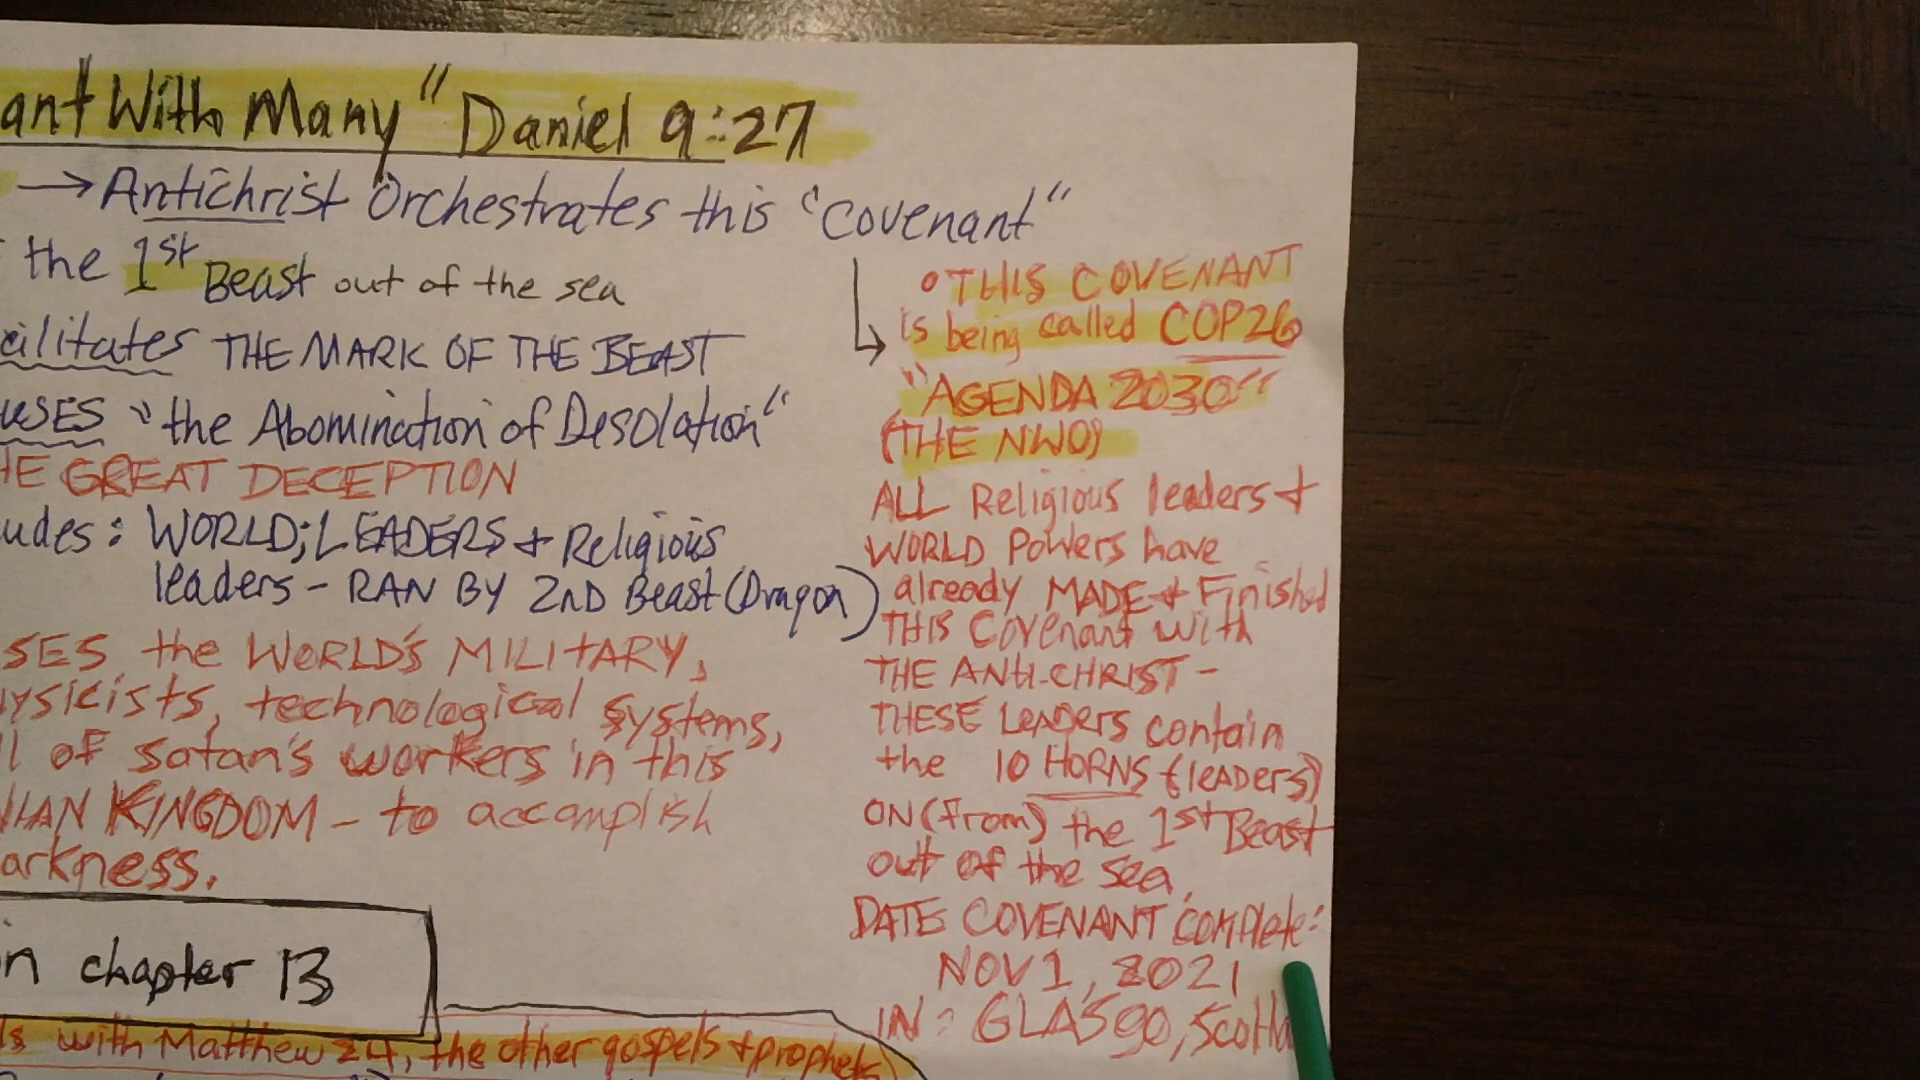 ant With Many" Daniel 9:27
→ Antichrist Orchestrates this "covenant"
the 1st Beast out of the sea
cilitates THE MARK OF THE BEAST
uses "the Abomination of Desolation"
HE GREAT DECEPTION
udes: WORLD; LEADERS + Religious
leaders - RAN BY 2nd Beast (Dragon)
SES the WORLD'S MILITARY,
ysicists, technological systems,
l of satan's workers in this
IAN KINGDOM - to accomplish
arkness.
n chapter 13
ls with Matthew 24, the other gospels + prophets
• THIS COVENANT
is being called COP26
"AGENDA 2030"
(THE NWO)
ALL Religious leaders +
WORLD Powers have
already MADE + Finished
THIS Covenant with
THE ANTI-CHRIST -
THESE LEADERS contain
the 10 HORNS (leaders)
ON (from) the 1st Beast
out of the sea.
DATE COVENANT complete:
NOV 1, 2021
IN: GLASGO, Scotla